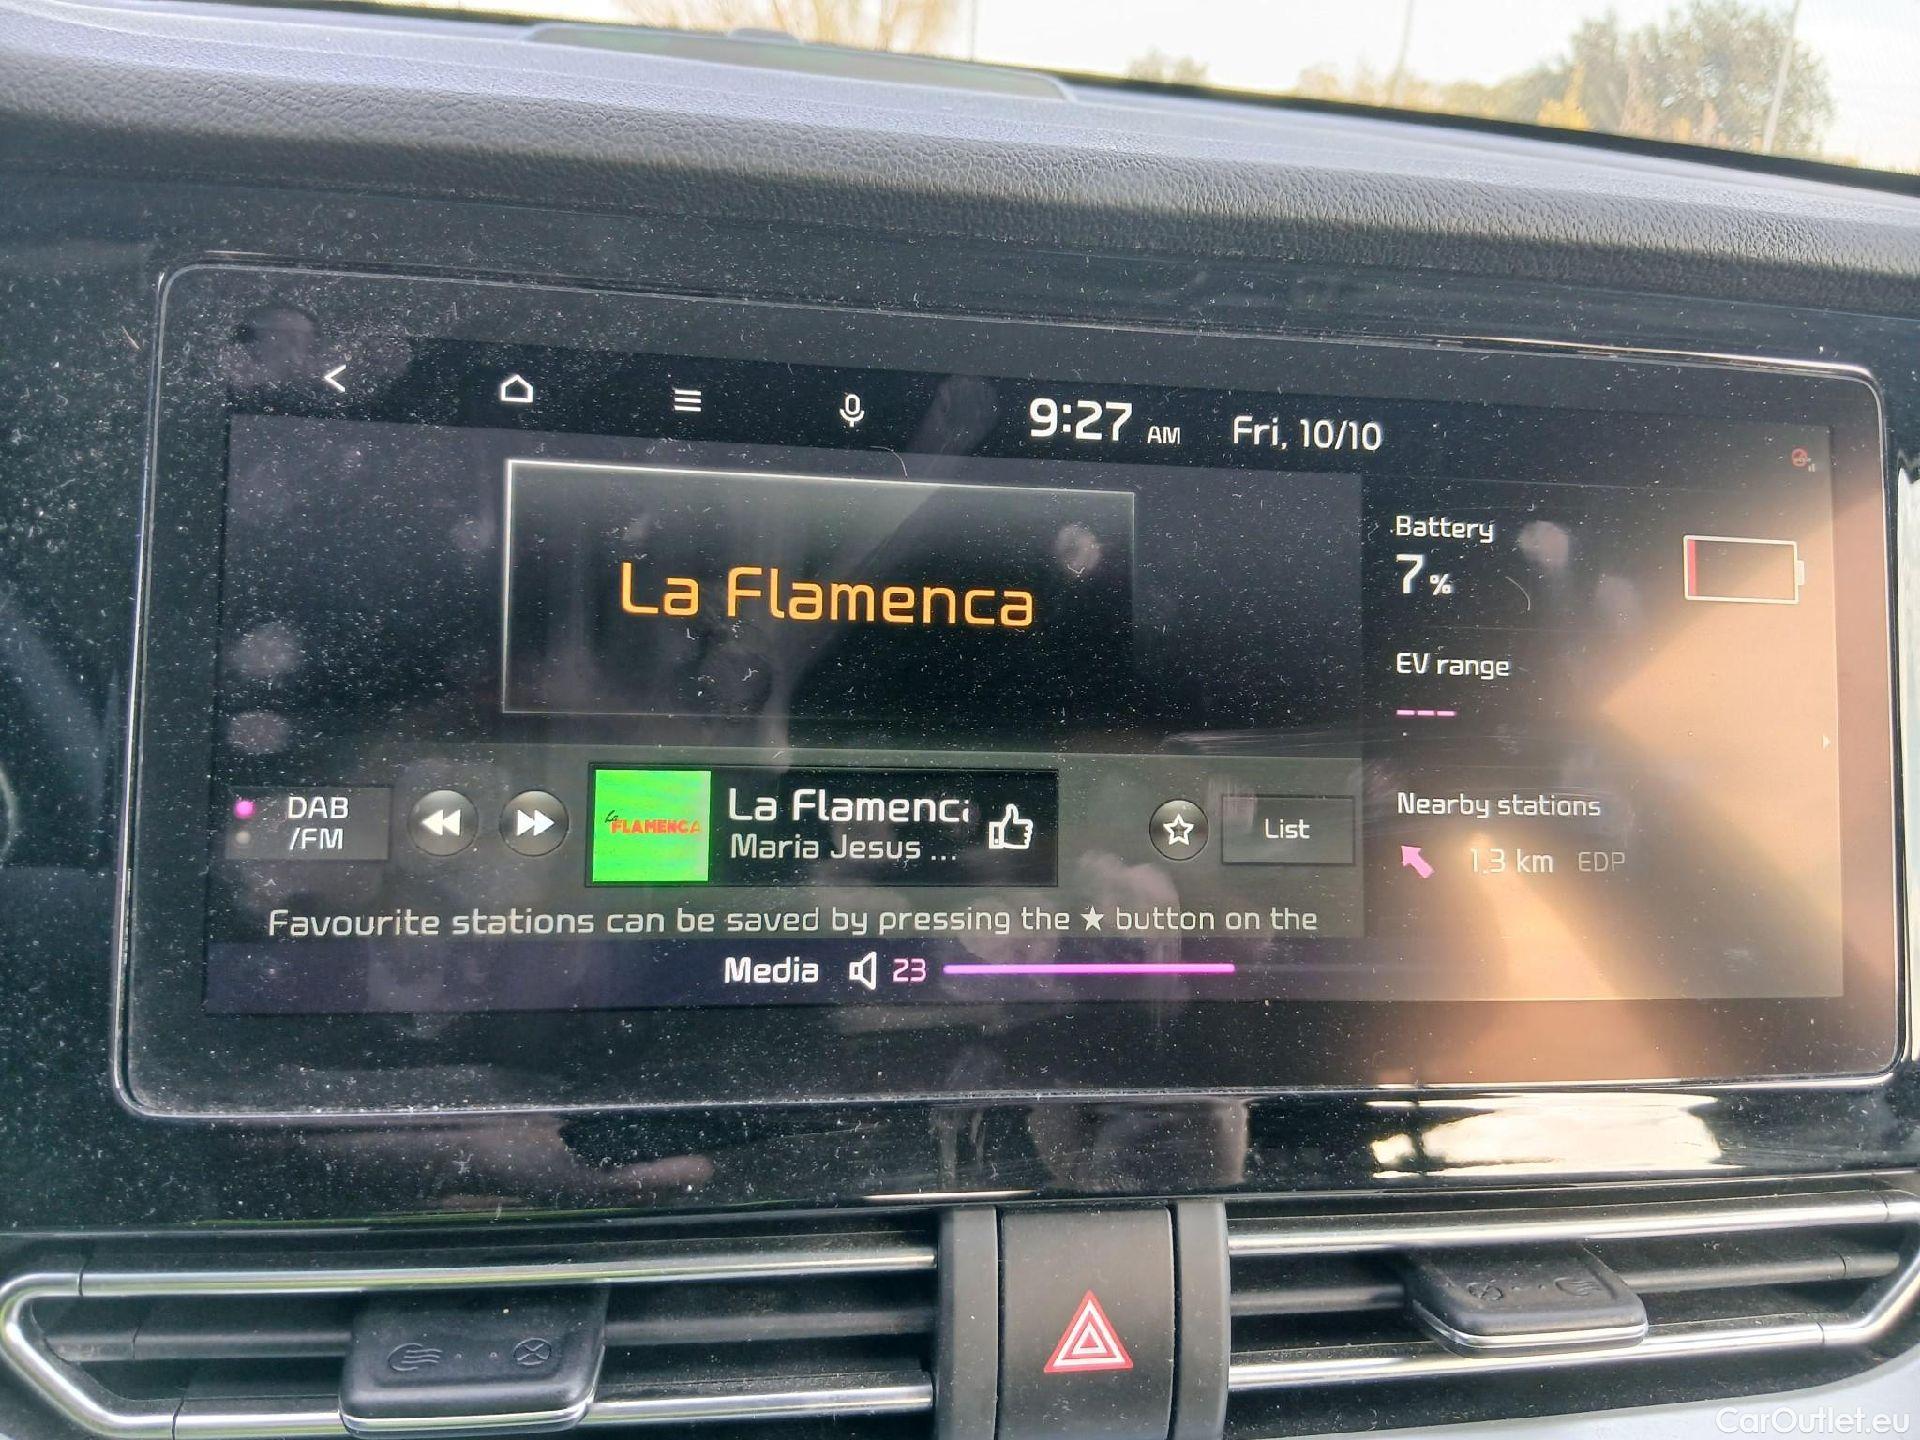 9:27 AM Fri, 10/10
La Flamenca
Battery
7 %
EV range
---
DAB
/FM
La FLAMENCA
La Flamenc
Maria Jesus ...
List
Nearby stations
1.3 km EDP
Favourite stations can be saved by pressing the ★ button on the
Media 23
CarOutlet.eu